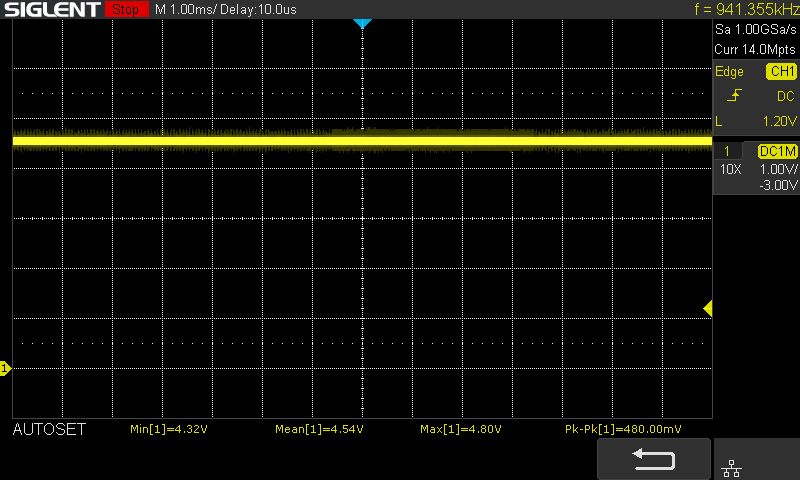 SIGLENT Stop M 1.00ms/ Delay:10.0us f = 941.355kHz
Sa 1.00GSa/s
Curr 14.0Mpts
Edge CH1
DC
L 1.20V
1 DC1M
10X 1.00V/
-3.00V
1
AUTOSET Min[1]=4.32V Mean[1]=4.54V Max[1]=4.80V Pk-Pk[1]=480.00mV